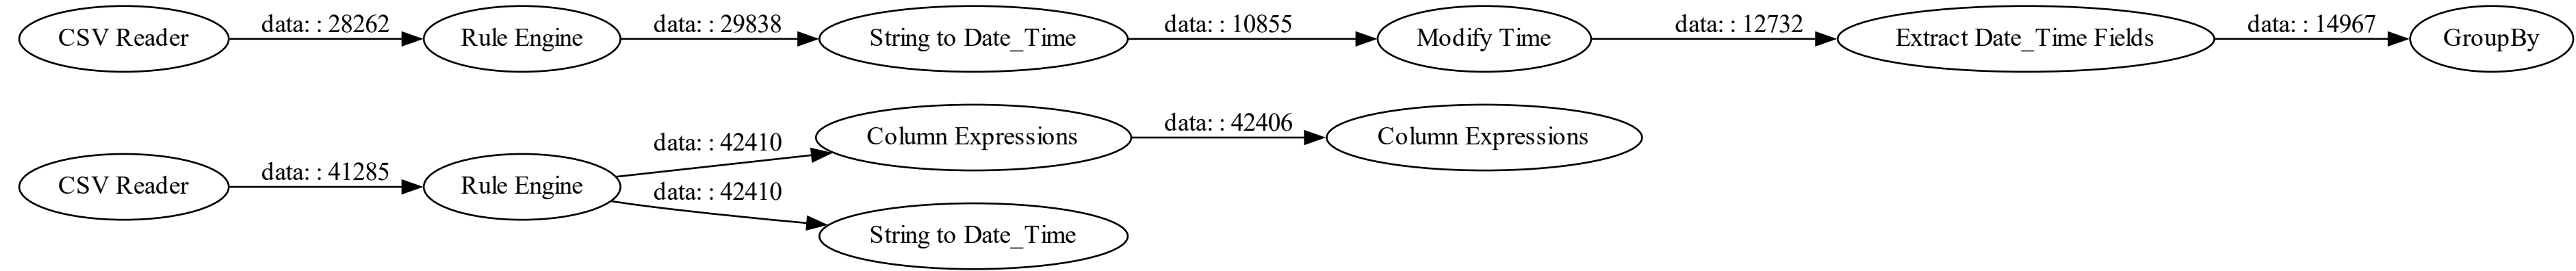 CSV Reader data: : 28262 Rule Engine data: : 29838 String to Date_Time data: : 10855 Modify Time data: : 12732 Extract Date_Time Fields data: : 14967 GroupBy
Column Expressions data: : 42406 Column Expressions
data: : 42410
CSV Reader data: : 41285 Rule Engine
data: : 42410
String to Date_Time